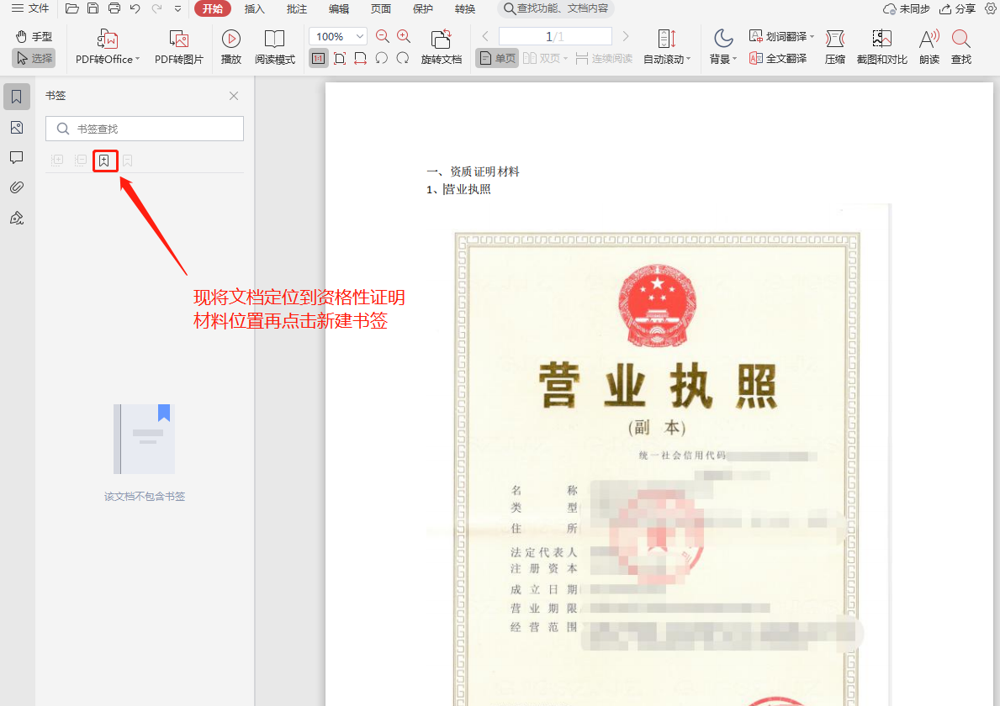 文件
开始
插入
批注
编辑
页面
保护
转换
查找功能、文档内容
未同步
分享
手型
选择
PDF转Office
PDF转图片
播放
阅读模式
100%
1:1
旋转文档
1/1
单页
双页
连续阅读
自动滚动
背景
划词翻译
全文翻译
压缩
截图和对比
朗读
查找
书签
书签查找
现将文档定位到资格性证明
材料位置再点击新建书签
该文档不包含书签
一、资质证明材料
1、营业执照
营业执照
(副 本)
统一社会信用代码
名 称
类 型
住 所
法定代表人
注册资本
成立日期
营业期限
经营范围